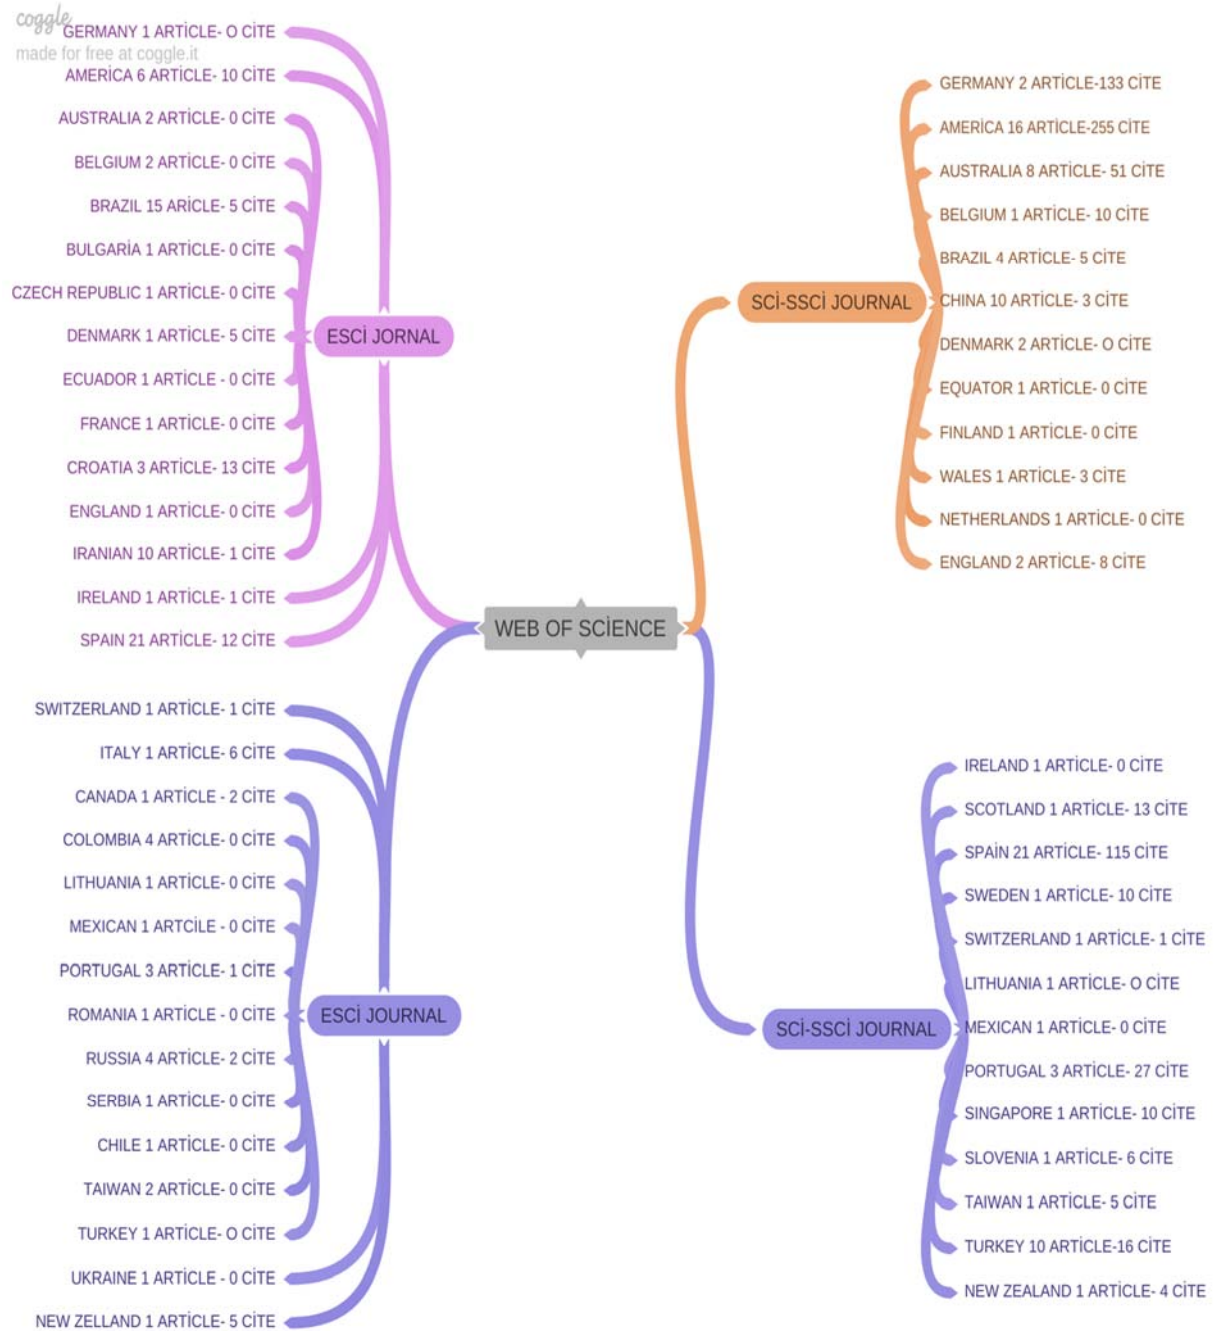 coggle
made for free at coggle.it
GERMANY 1 ARTİCLE- O CİTE
AMERİCA 6 ARTİCLE- 10 CİTE
AUSTRALIA 2 ARTİCLE- 0 CİTE
BELGIUM 2 ARTİCLE- 0 CİTE
BRAZIL 15 ARİCLE- 5 CİTE
BULGARİA 1 ARTİCLE- 0 CİTE
CZECH REPUBLIC 1 ARTİCLE- 0 CİTE
DENMARK 1 ARTİCLE- 5 CİTE
ECUADOR 1 ARTİCLE - 0 CİTE
FRANCE 1 ARTİCLE- 0 CİTE
CROATIA 3 ARTİCLE- 13 CİTE
ENGLAND 1 ARTİCLE- 0 CİTE
IRANIAN 10 ARTİCLE- 1 CİTE
IRELAND 1 ARTİCLE- 1 CİTE
SPAIN 21 ARTİCLE- 12 CİTE
ESCİ JORNAL
SWITZERLAND 1 ARTİCLE- 1 CİTE
ITALY 1 ARTİCLE- 6 CİTE
CANADA 1 ARTİCLE - 2 CİTE
COLOMBIA 4 ARTİCLE- 0 CİTE
LITHUANIA 1 ARTİCLE- 0 CİTE
MEXICAN 1 ARTCİLE - 0 CİTE
PORTUGAL 3 ARTİCLE- 1 CİTE
ROMANIA 1 ARTİCLE - 0 CİTE
RUSSIA 4 ARTİCLE- 2 CİTE
SERBIA 1 ARTİCLE- 0 CİTE
CHILE 1 ARTİCLE- 0 CİTE
TAIWAN 2 ARTİCLE- 0 CİTE
TURKEY 1 ARTİCLE- O CİTE
UKRAINE 1 ARTİCLE - 0 CİTE
NEW ZELLAND 1 ARTİCLE- 5 CİTE
ESCİ JOURNAL
WEB OF SCİENCE
SCİ-SSCİ JOURNAL
GERMANY 2 ARTİCLE-133 CİTE
AMERİCA 16 ARTİCLE-255 CİTE
AUSTRALIA 8 ARTİCLE- 51 CİTE
BELGIUM 1 ARTİCLE- 10 CİTE
BRAZIL 4 ARTİCLE- 5 CİTE
CHINA 10 ARTİCLE- 3 CİTE
DENMARK 2 ARTİCLE- O CİTE
EQUATOR 1 ARTİCLE- 0 CİTE
FINLAND 1 ARTİCLE- 0 CİTE
WALES 1 ARTİCLE- 3 CİTE
NETHERLANDS 1 ARTİCLE- 0 CİTE
ENGLAND 2 ARTİCLE- 8 CİTE
SCİ-SSCİ JOURNAL
IRELAND 1 ARTİCLE- 0 CİTE
SCOTLAND 1 ARTİCLE- 13 CİTE
SPAİN 21 ARTİCLE- 115 CİTE
SWEDEN 1 ARTİCLE- 10 CİTE
SWITZERLAND 1 ARTİCLE- 1 CİTE
LITHUANIA 1 ARTİCLE- O CİTE
MEXICAN 1 ARTİCLE- 0 CİTE
PORTUGAL 3 ARTİCLE- 27 CİTE
SINGAPORE 1 ARTİCLE- 10 CİTE
SLOVENIA 1 ARTİCLE- 6 CİTE
TAIWAN 1 ARTİCLE- 5 CİTE
TURKEY 10 ARTİCLE-16 CİTE
NEW ZEALAND 1 ARTİCLE- 4 CİTE